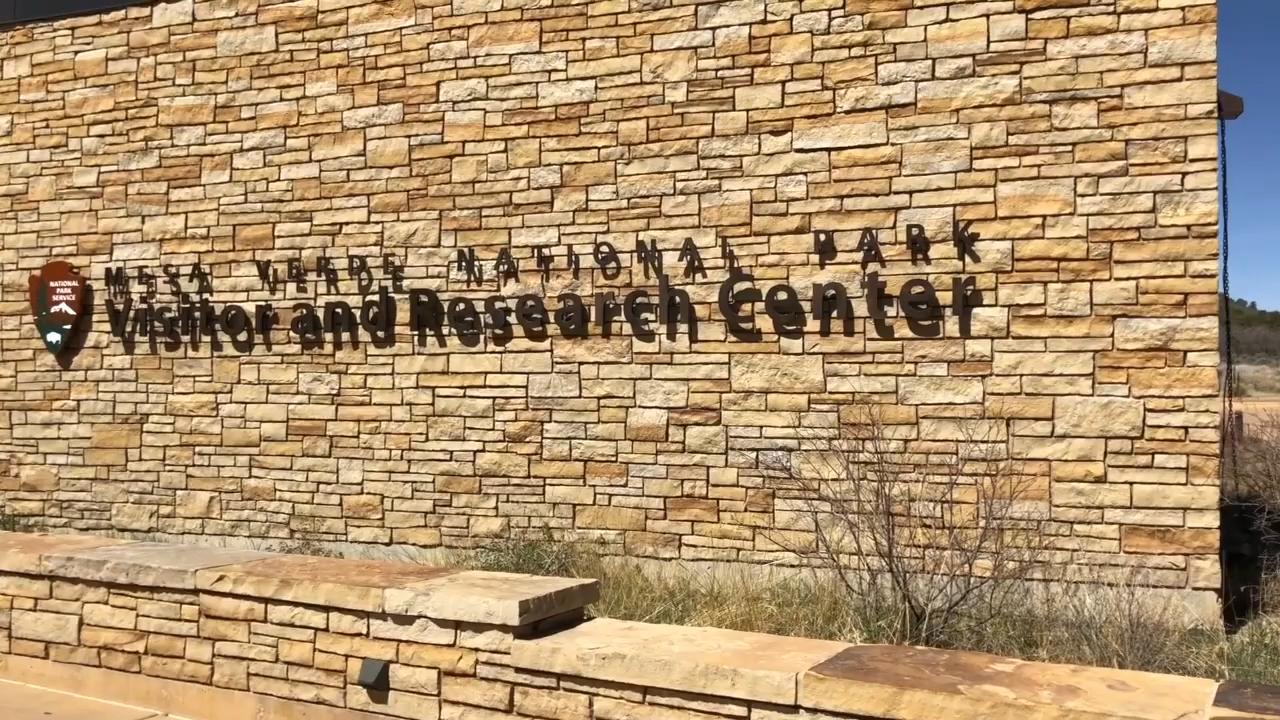 NATIONAL
PARK
SERVICE
MESA VERDE NATIONAL PARK
Visitor and Research Center